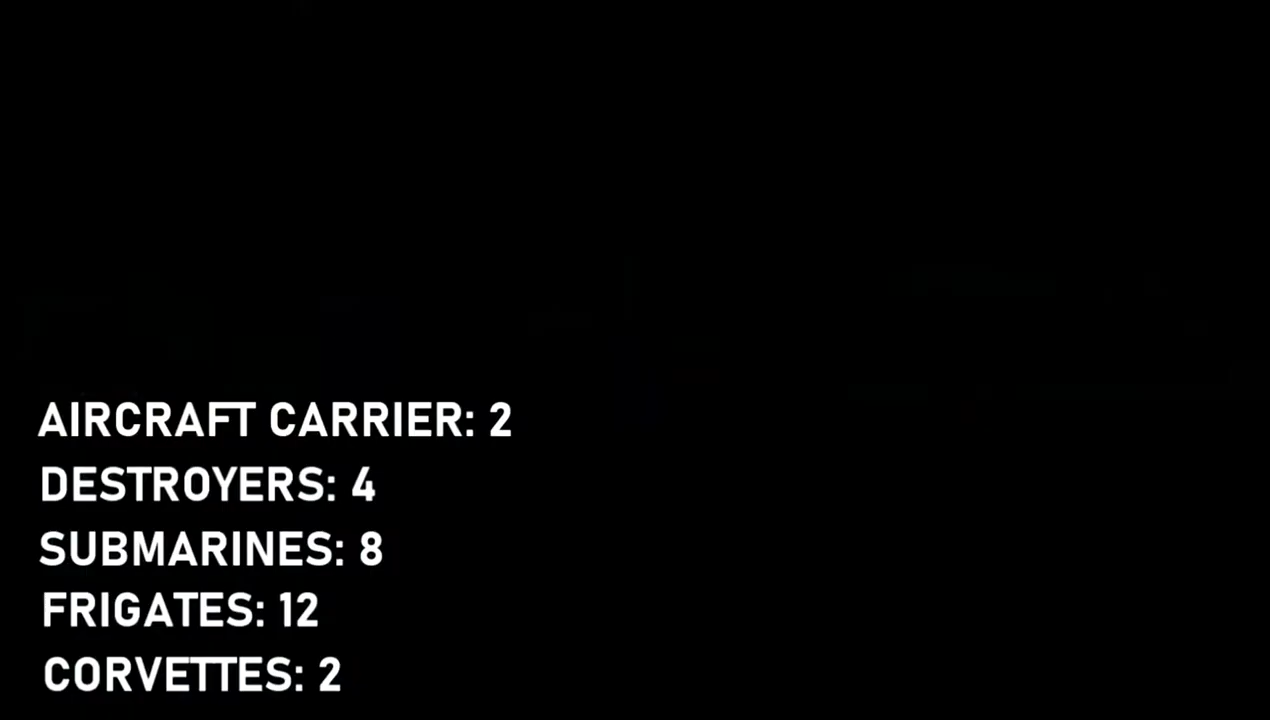 AIRCRAFT CARRIER: 2
DESTROYERS: 4
SUBMARINES: 8
FRIGATES: 12
CORVETTES: 2